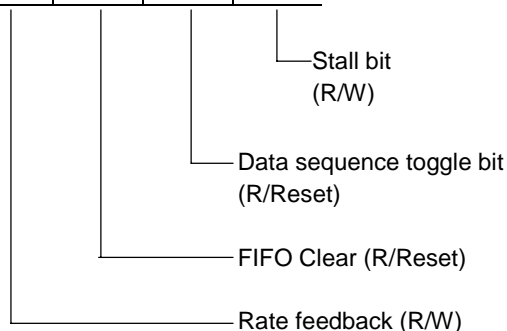 Stall bit
(R/W)
Data sequence toggle bit
(R/Reset)
FIFO Clear (R/Reset)
Rate feedback (R/W)